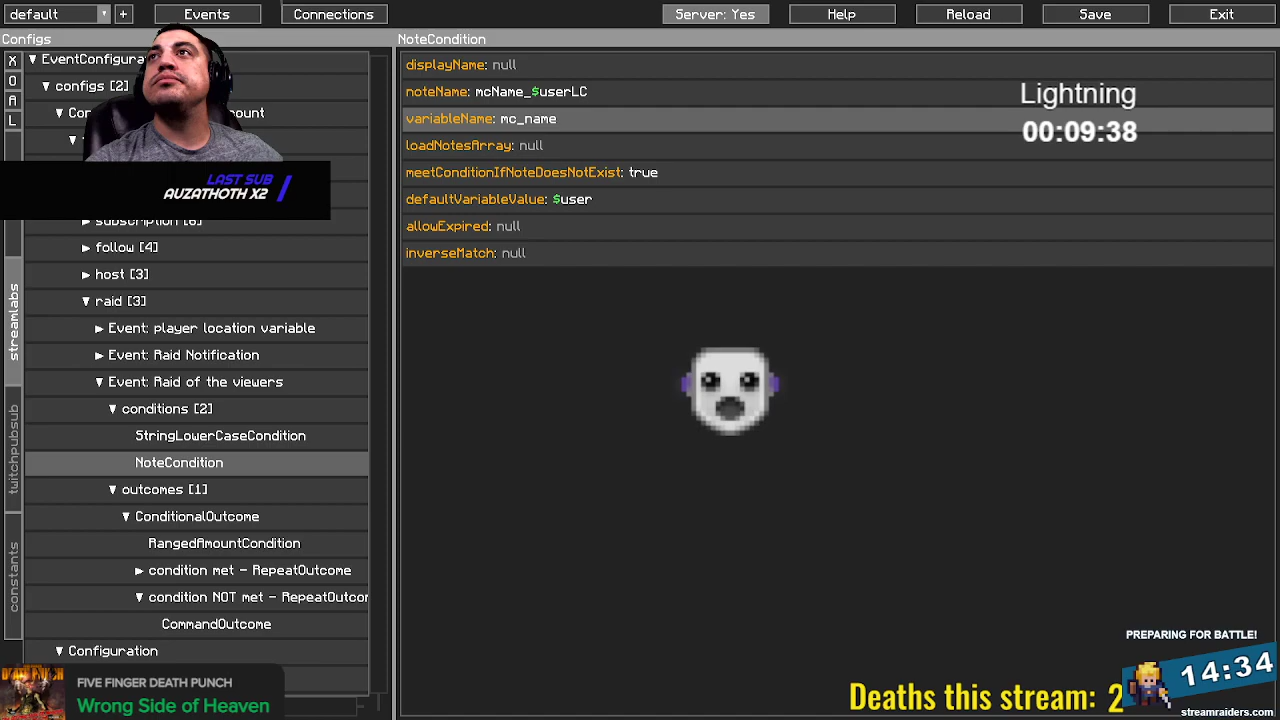 default + Events Connections Server: Yes Help Reload Save Exit
Configs
NoteCondition
X
O
A
L
EventConfigura
configs [2]
Con
ount
LAST SUB
AUZATHOTH X2
subscription [6]
follow [4]
host [3]
raid [3]
Event: player location variable
Event: Raid Notification
Event: Raid of the viewers
conditions [2]
StringLowerCaseCondition
NoteCondition
outcomes [1]
ConditionalOutcome
RangedAmountCondition
condition met - RepeatOutcome
condition NOT met - RepeatOutcor
CommandOutcome
Configuration
streamlabs
twitchpubsub
constants
displayName: null
noteName: mcName_$userLC
variableName: mc_name
loadNotesArray: null
meetConditionIfNoteDoesNotExist: true
defaultVariableValue: $user
allowExpired: null
inverseMatch: null
Lightning
00:09:38
FIVE FINGER DEATH PUNCH
Wrong Side of Heaven
PREPARING FOR BATTLE!
14:34
Deaths this stream: 2
streamraiders.com